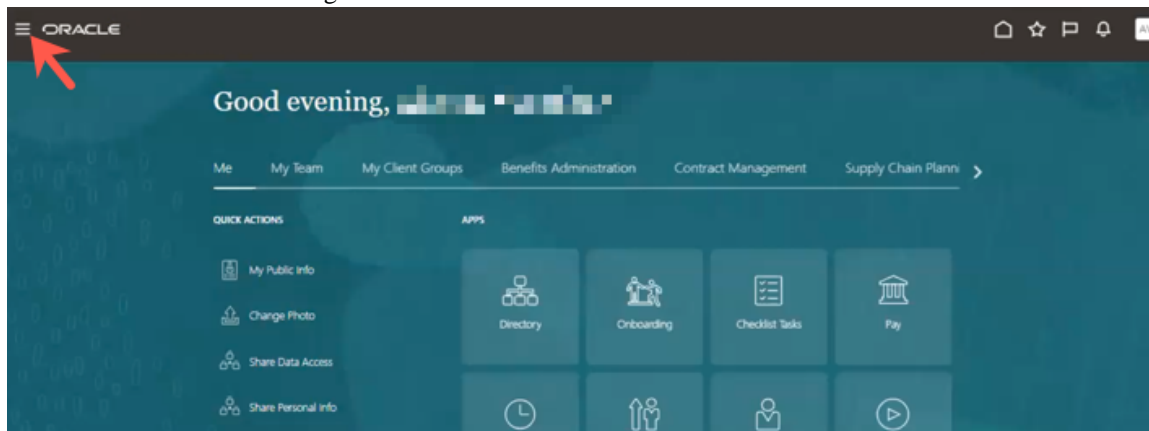 ORACLE
Good evening,
Me My Team My Client Groups Benefits Administration Contract Management Supply Chain Planni
QUICK ACTIONS
APPS
My Public Info
Change Photo
Share Data Access
Share Personal Info
Directory Onboarding Checklist Tasks Pay